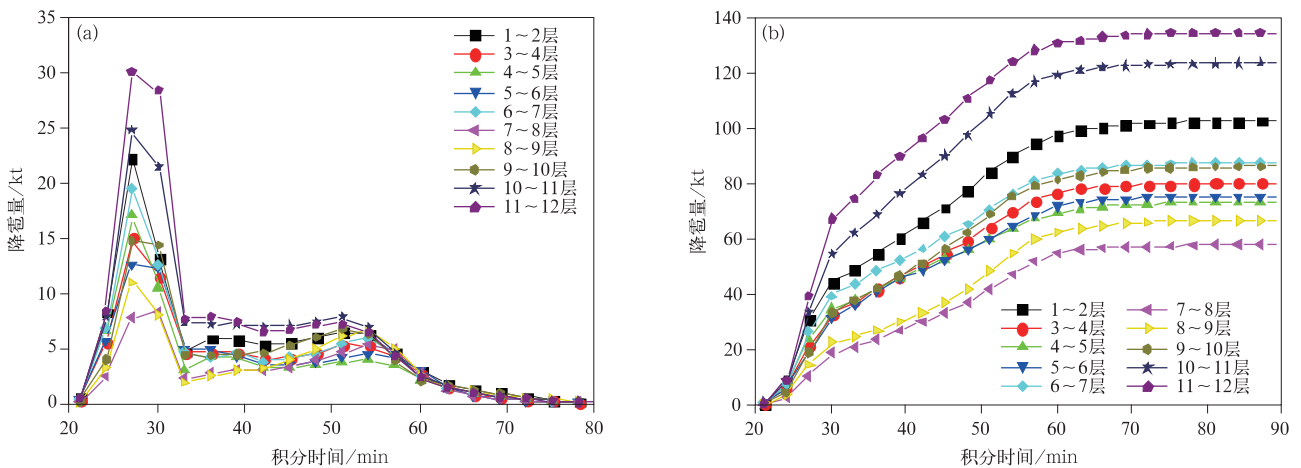 (a)
35
30
25
20
15
10
5
0
降雹量/kt
1～2层
3～4层
4～5层
5～6层
6～7层
7～8层
8～9层
9～10层
10～11层
11～12层
20 30 40 50 60 70 80
积分时间/min
(b)
140
120
100
80
60
40
20
0
降雹量/kt
1～2层 7～8层
3～4层 8～9层
4～5层 9～10层
5～6层 10～11层
6～7层 11～12层
20 30 40 50 60 70 80 90
积分时间/min